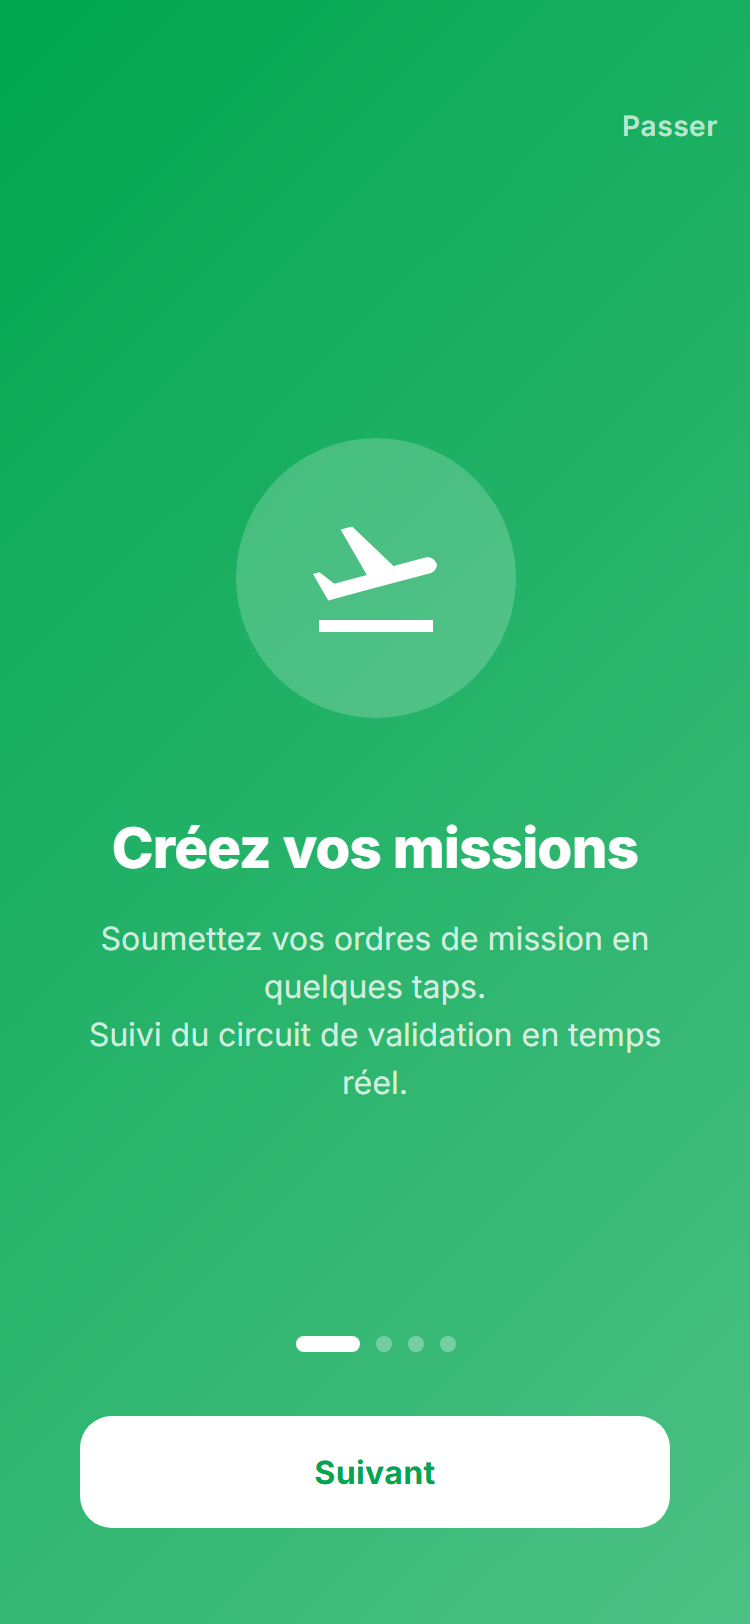 Passer
Créez vos missions
Soumettez vos ordres de mission en
quelques taps.
Suivi du circuit de validation en temps
réel.
Suivant